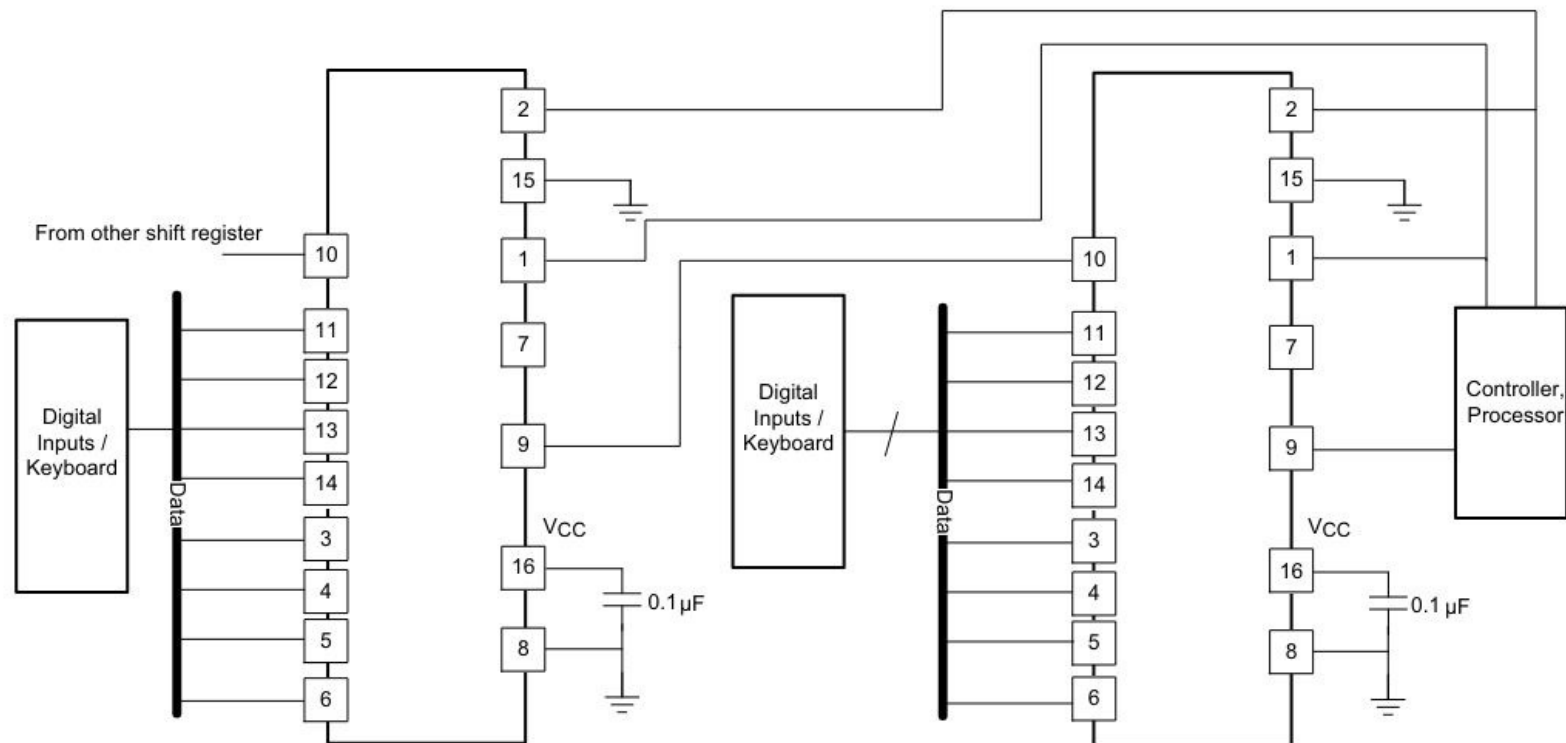 2
15
From other shift register
10
1
11
7
12
Digital
Inputs /
Keyboard
13
9
14
Data
3
VCC
16
4
0.1 µF
5
8
6
2
15
10
1
11
7
12
Digital
Inputs /
Keyboard
13
9
14
Data
3
VCC
16
4
0.1 µF
5
8
6
Controller,
Processor